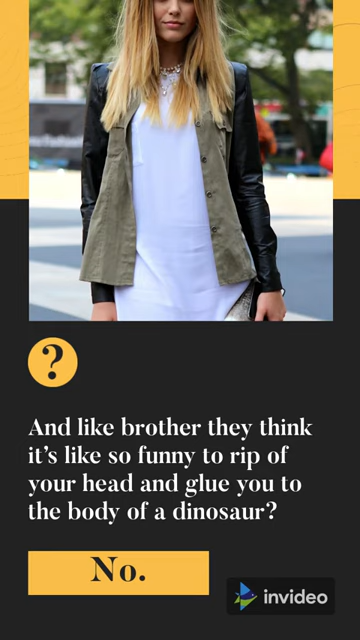 ?
And like brother they think
it's like so funny to rip of
your head and glue you to
the body of a dinosaur?
No.
invideo